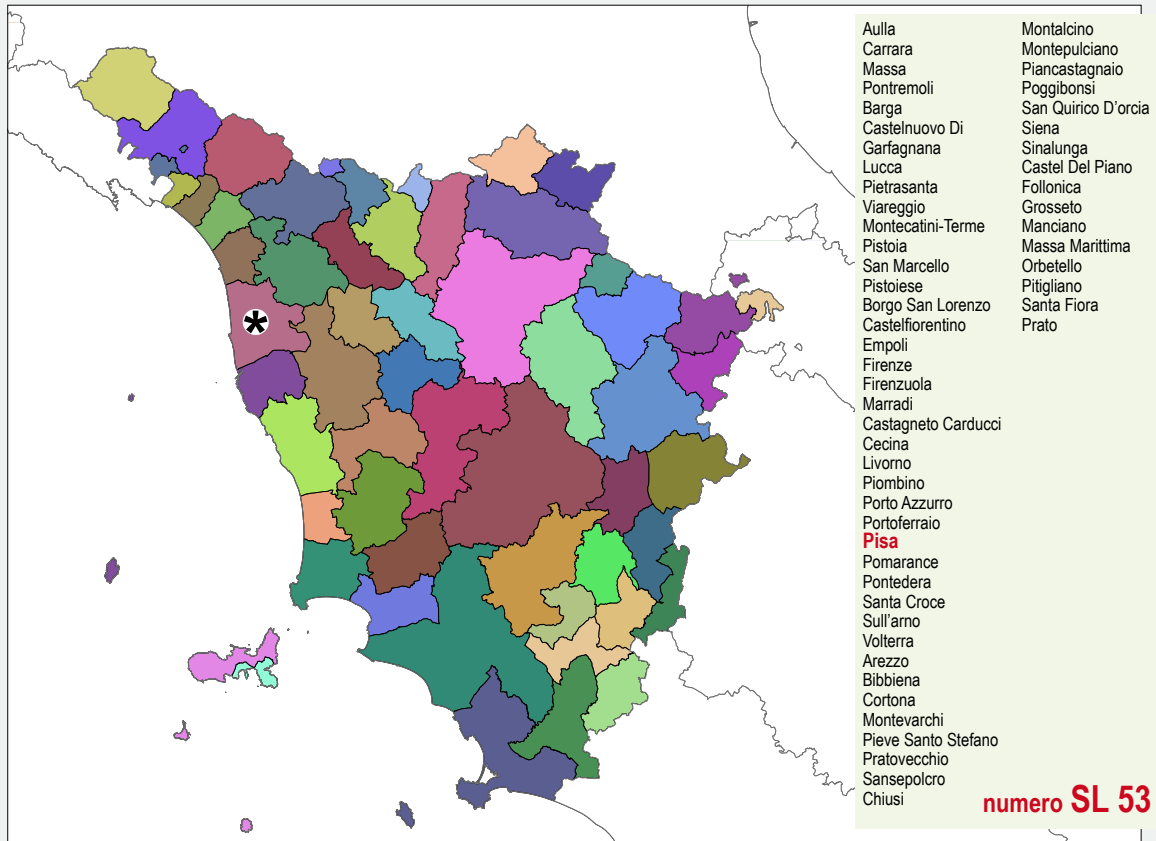 Aulla
Carrara
Massa
Pontremoli
Barga
Castelnuovo Di
Garfagnana
Lucca
Pietrasanta
Viareggio
Montecatini-Terme
Pistoia
San Marcello
Pistoiese
Borgo San Lorenzo
Castelfiorentino
Empoli
Firenze
Firenzuola
Marradi
Castagneto Carducci
Cecina
Livorno
Piombino
Porto Azzurro
Portoferraio
Pisa
Pomarance
Pontedera
Santa Croce
Sull'arno
Volterra
Arezzo
Bibbiena
Cortona
Montevarchi
Pieve Santo Stefano
Pratovecchio
Sansepolcro
Chiusi
Montalcino
Montepulciano
Piancastagnaio
Poggibonsi
San Quirico D'orcia
Siena
Sinalunga
Castel Del Piano
Follonica
Grosseto
Manciano
Massa Marittima
Orbetello
Pitigliano
Santa Fiora
Prato
numero SL 53
*